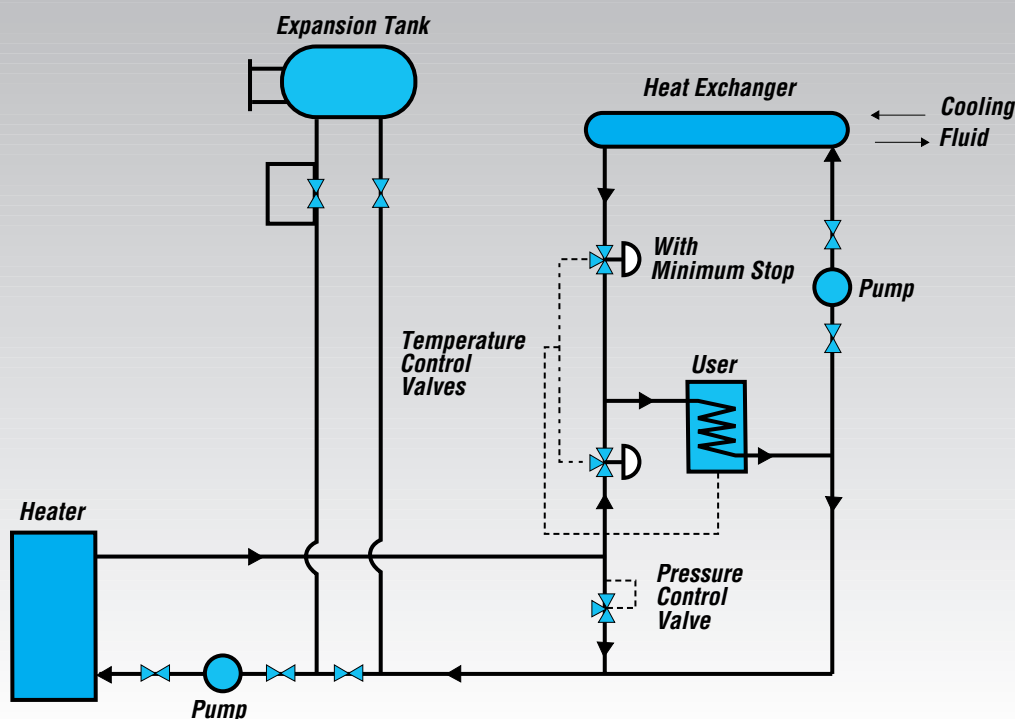 Expansion Tank
Heat Exchanger
Cooling
Fluid
With
Minimum Stop
Pump
Temperature
Control
Valves
User
Heater
Pressure
Control
Valve
Pump